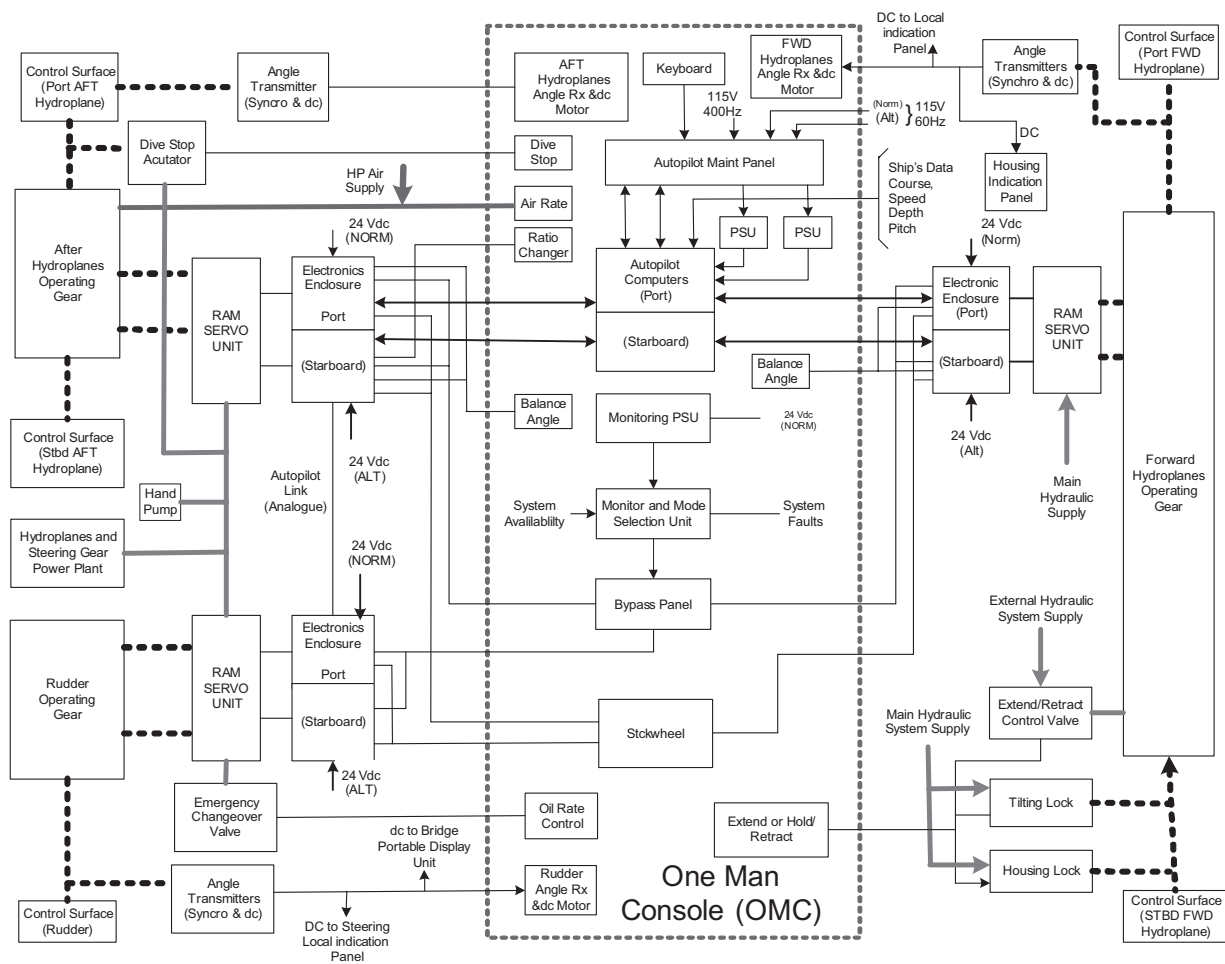 Control Surface
(Port AFT
Hydroplane)
Angle
Transmitter
(Syncro & dc)
AFT
Hydroplanes
Angle Rx &dc
Motor
Keyboard
FWD
Hydroplanes
Angle Rx &dc
Motor
DC to Local
indication
Panel
Angle
Transmitters
(Synchro & dc)
Control Surface
(Port FWD
Hydroplane)
115V
400Hz
(Norm)
(Alt)
115V
60Hz
DC
Dive Stop
Acutator
Dive
Stop
Autopilot Maint Panel
Housing
Indication
Panel
HP Air
Supply
Air Rate
Ship's Data
Course,
Speed
Depth
Pitch
24 Vdc
(NORM)
Ratio
Changer
PSU
PSU
24 Vdc
(Norm)
After
Hydroplanes
Operating
Gear
RAM
SERVO
UNIT
Electronics
Enclosure
Port
(Starboard)
Autopilot
Computers
(Port)
(Starboard)
Electronic
Enclosure
(Port)
(Starboard)
RAM
SERVO
UNIT
Balance
Angle
Balance
Angle
Monitoring PSU
24 Vdc
(NORM)
24 Vdc
(Alt)
Control Surface
(Stbd AFT
Hydroplane)
24 Vdc
(ALT)
Autopilot
Link
(Analogue)
Forward
Hydroplanes
Operating
Gear
Hand
Pump
System
Availablilty
Monitor and Mode
Selection Unit
System
Faults
Main
Hydraulic
Supply
Hydroplanes and
Steering Gear
Power Plant
24 Vdc
(NORM)
Bypass Panel
External Hydraulic
System Supply
Rudder
Operating
Gear
RAM
SERVO
UNIT
Electronics
Enclosure
Port
(Starboard)
Stckwheel
Extend/Retract
Control Valve
Main Hydraulic
System Supply
24 Vdc
(ALT)
Emergency
Changeover
Valve
Oil Rate
Control
Tilting Lock
Extend or Hold/
Retract
dc to Bridge
Portable Display
Unit
Housing Lock
Angle
Transmitters
(Syncro & dc)
Rudder
Angle Rx
&dc Motor
One Man
Console (OMC)
Control Surface
(Rudder)
DC to Steering
Local indication
Panel
Control Surface
(STBD FWD
Hydroplane)